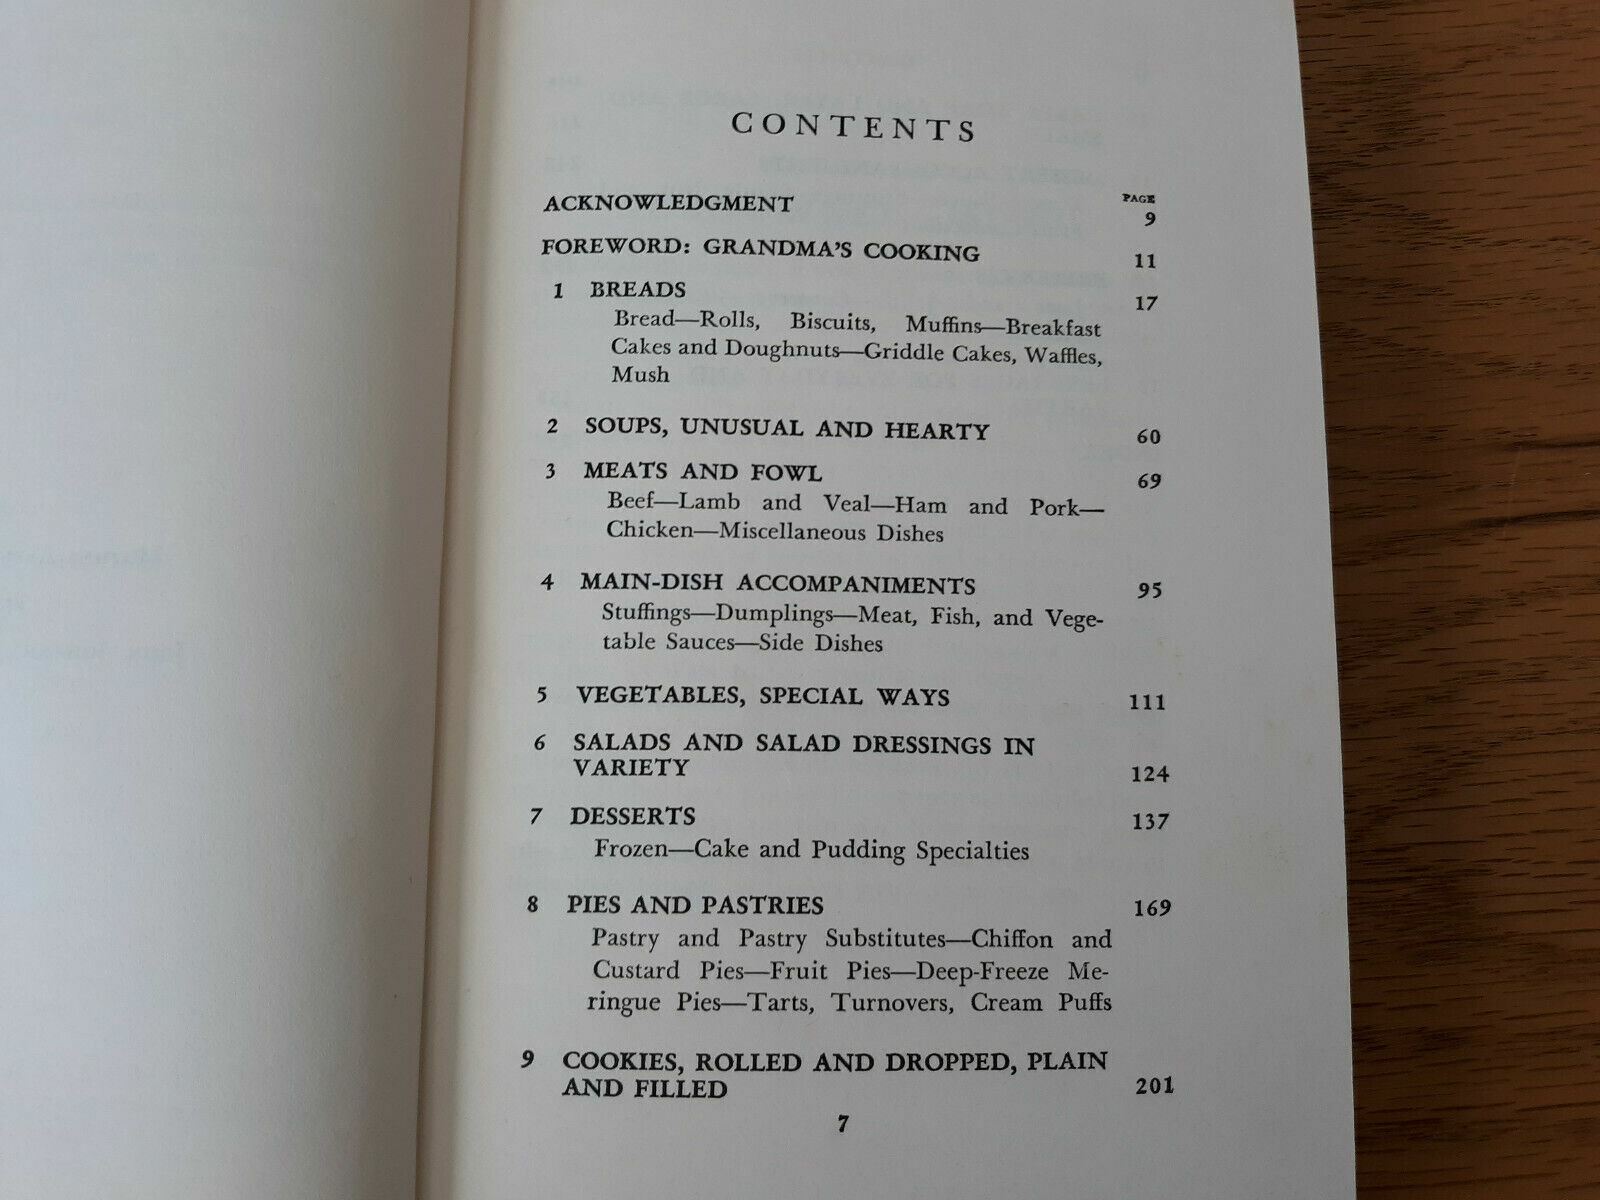 CONTENTS
PAGE
ACKNOWLEDGMENT 9
FOREWORD: GRANDMA'S COOKING 11
1 BREADS 17
Bread—Rolls, Biscuits, Muffins—Breakfast
Cakes and Doughnuts—Griddle Cakes, Waffles,
Mush
2 SOUPS, UNUSUAL AND HEARTY 60
3 MEATS AND FOWL 69
Beef—Lamb and Veal—Ham and Pork—
Chicken—Miscellaneous Dishes
4 MAIN-DISH ACCOMPANIMENTS 95
Stuffings—Dumplings—Meat, Fish, and Vege-
table Sauces—Side Dishes
5 VEGETABLES, SPECIAL WAYS 111
6 SALADS AND SALAD DRESSINGS IN
VARIETY 124
7 DESSERTS 137
Frozen—Cake and Pudding Specialties
8 PIES AND PASTRIES 169
Pastry and Pastry Substitutes—Chiffon and
Custard Pies—Fruit Pies—Deep-Freeze Me-
ringue Pies—Tarts, Turnovers, Cream Puffs
9 COOKIES, ROLLED AND DROPPED, PLAIN
AND FILLED 201
7